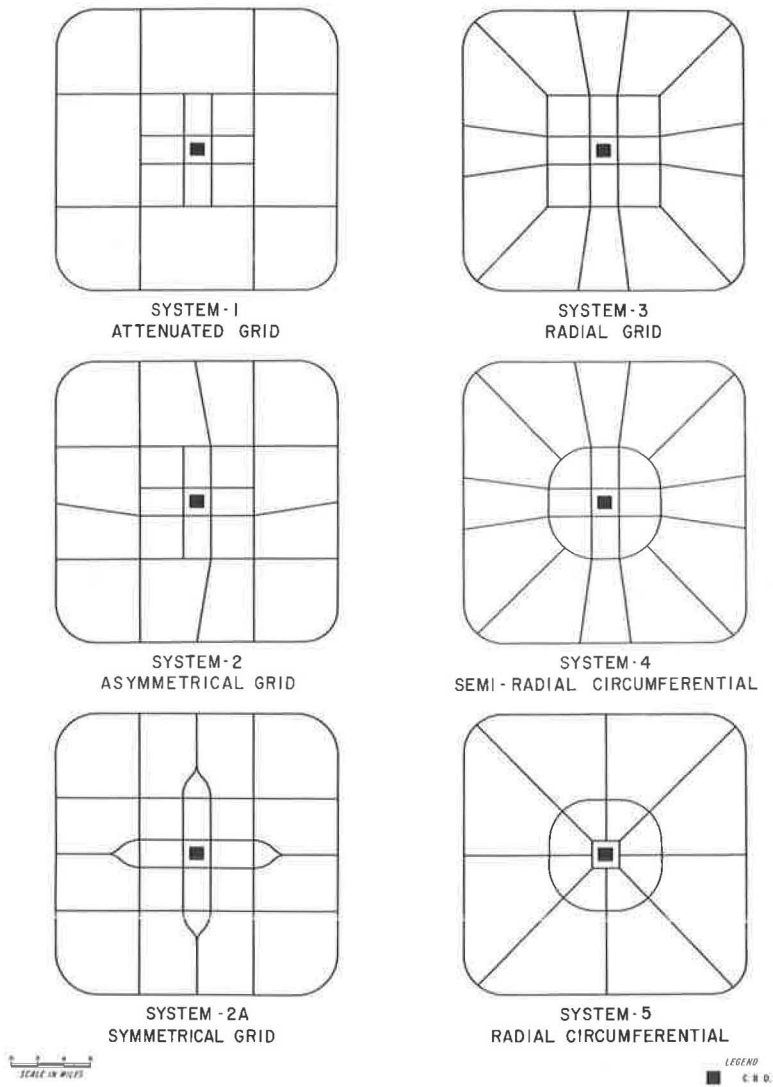 SYSTEM-1
ATTENUATED GRID
SYSTEM-3
RADIAL GRID
SYSTEM-2
ASYMMETRICAL GRID
SYSTEM-4
SEMI-RADIAL CIRCUMFERENTIAL
SYSTEM-2A
SYMMETRICAL GRID
SYSTEM-5
RADIAL CIRCUMFERENTIAL
SCALE IN MILES
LEGEND
C.B.D.